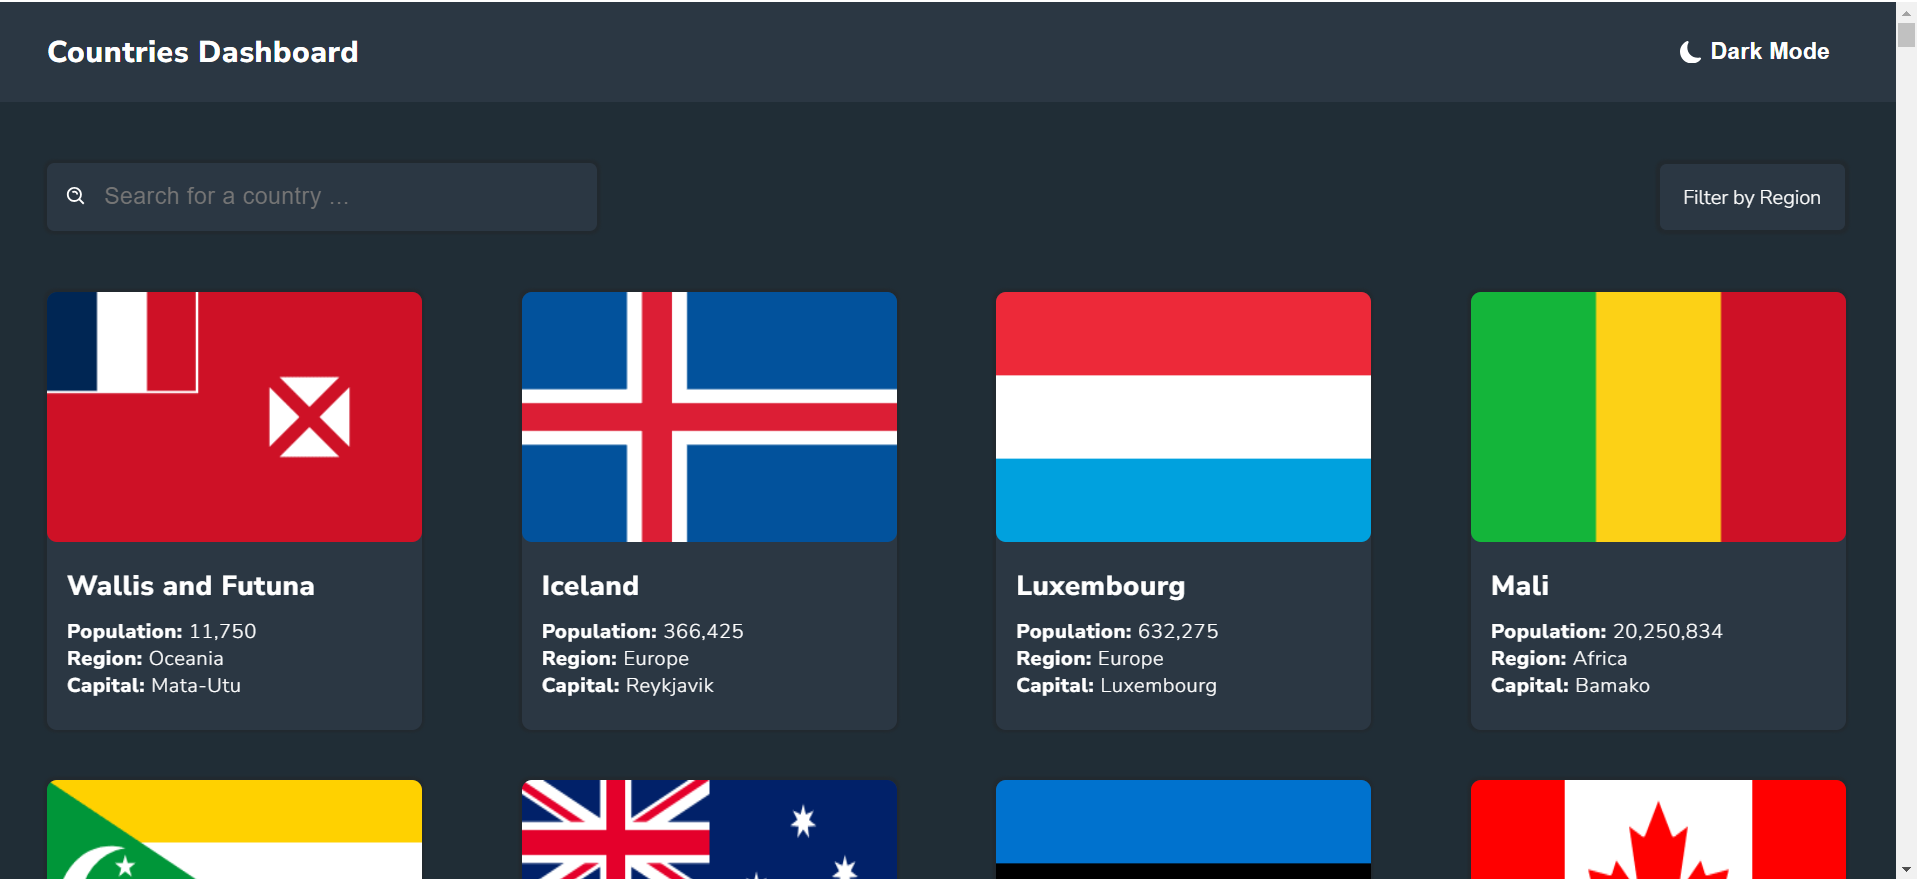 Countries Dashboard
Dark Mode
Search for a country ...
Filter by Region
Wallis and Futuna
Population: 11,750
Region: Oceania
Capital: Mata-Utu
Iceland
Population: 366,425
Region: Europe
Capital: Reykjavik
Luxembourg
Population: 632,275
Region: Europe
Capital: Luxembourg
Mali
Population: 20,250,834
Region: Africa
Capital: Bamako